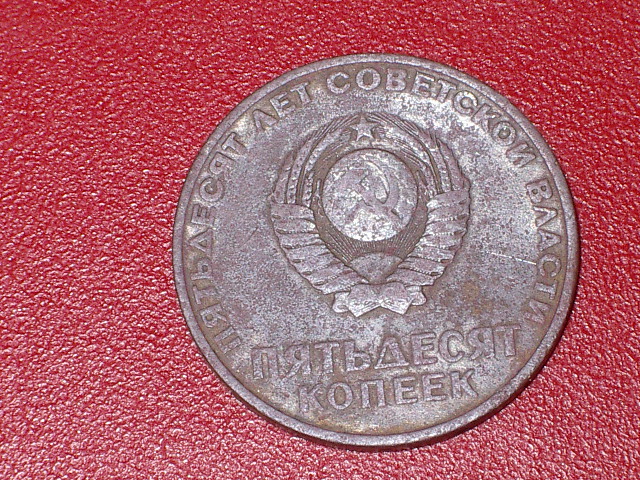 ПЯТЬДЕСЯТ ЛЕТ СОВЕТСКОЙ ВЛАСТИ
ПЯТЬДЕСЯТ
КОПЕЕК